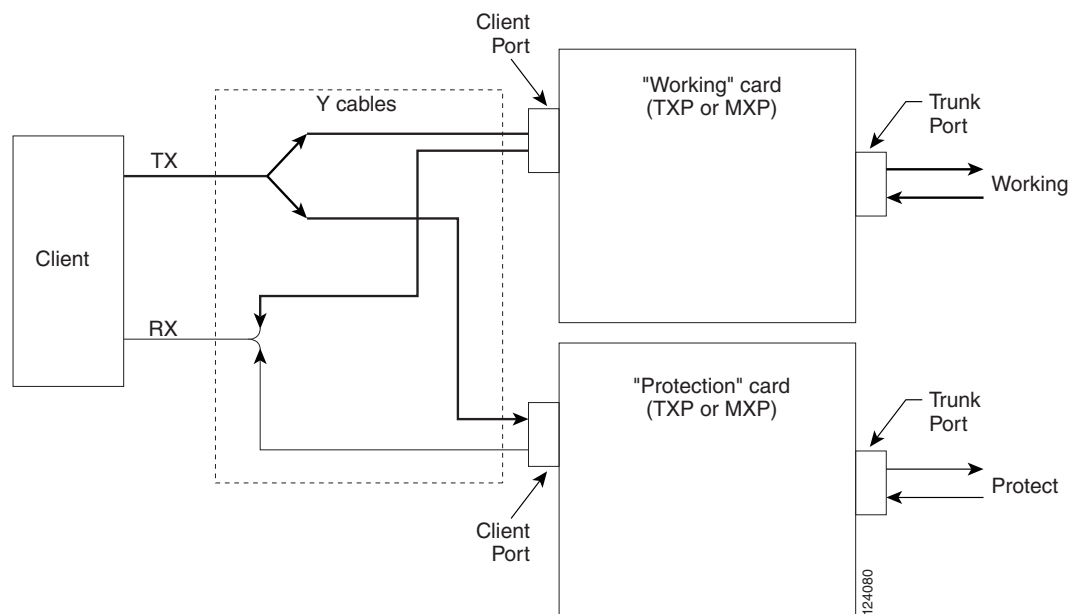 Client
Port
"Working" card
(TXP or MXP)
Trunk
Port
Y cables
TX
Working
Client
RX
"Protection" card
(TXP or MXP)
Trunk
Port
Protect
Client
Port
124080